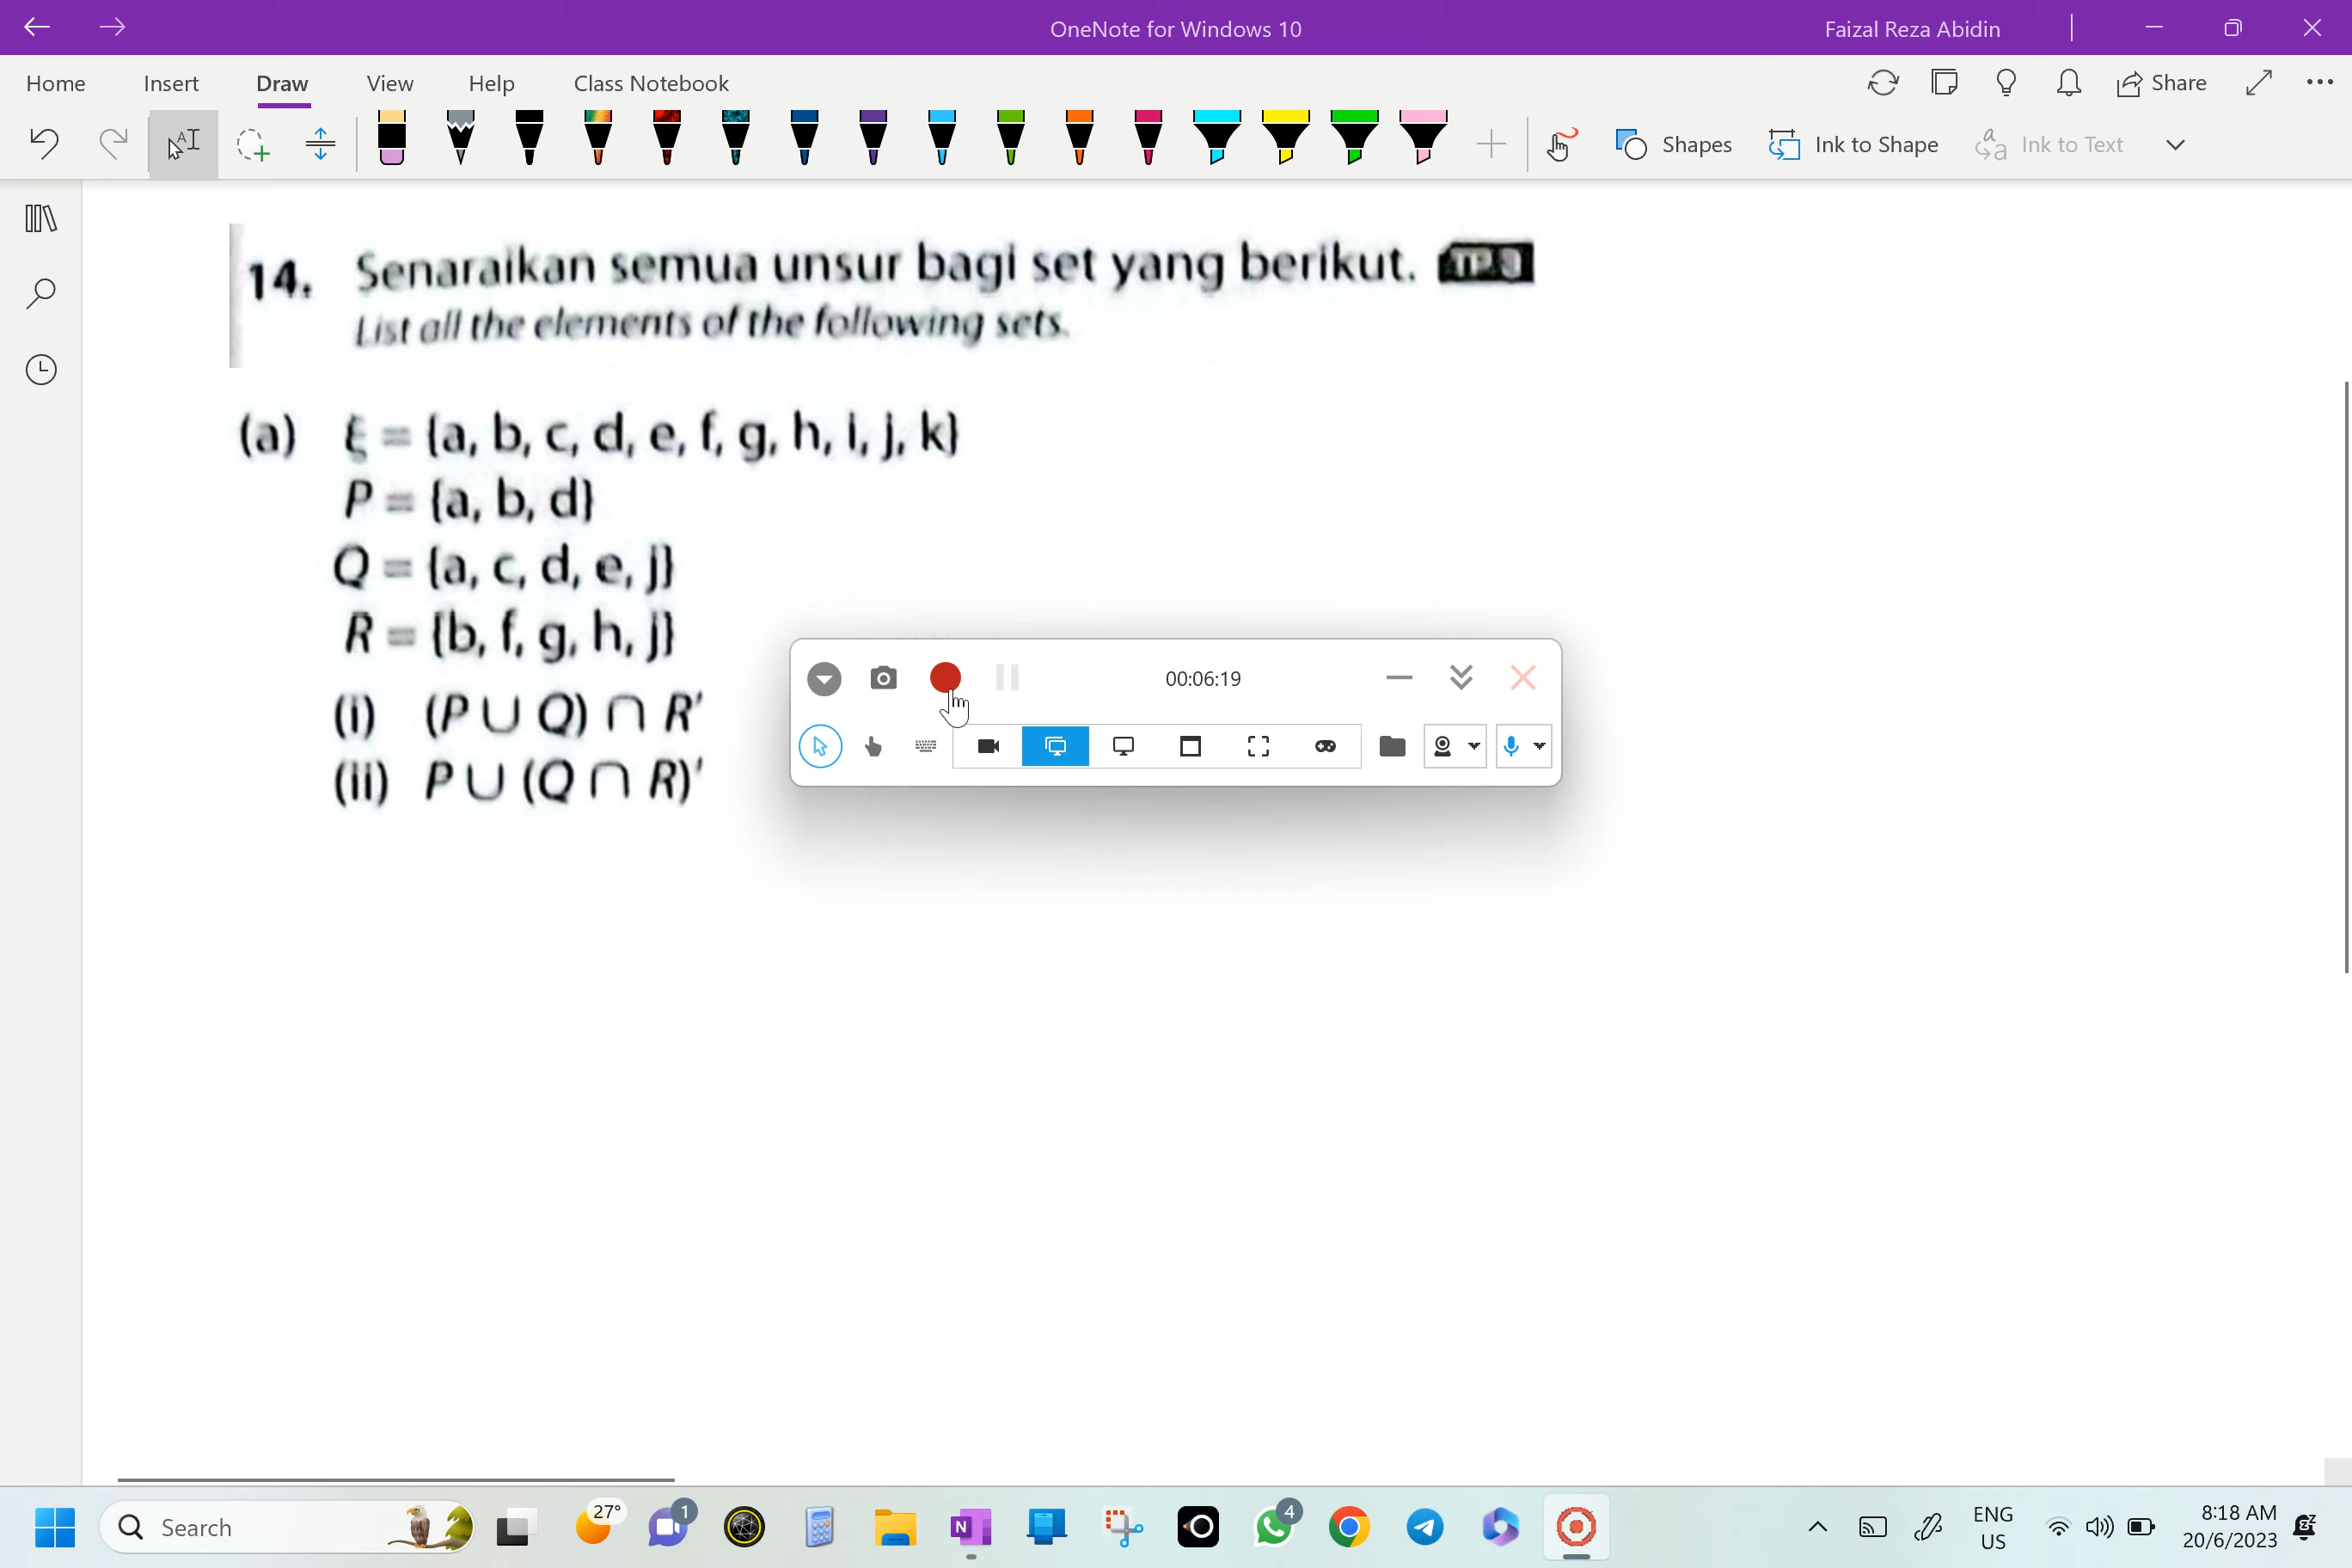 OneNote for Windows 10
Faizal Reza Abidin
Home Insert Draw View Help Class Notebook
Share
Shapes Ink to Shape Ink to Text
14. Senaraikan semua unsur bagi set yang berikut.
List all the elements of the following sets.
(a) ξ = {a, b, c, d, e, f, g, h, i, j, k}
P = {a, b, d}
Q = {a, c, d, e, j}
R = {b, f, g, h, j}
(i) (P ∪ Q) ∩ R′
(ii) P ∪ (Q ∩ R)′
00:06:19
Search
27°
1
4
ENG
US
8:18 AM
20/6/2023